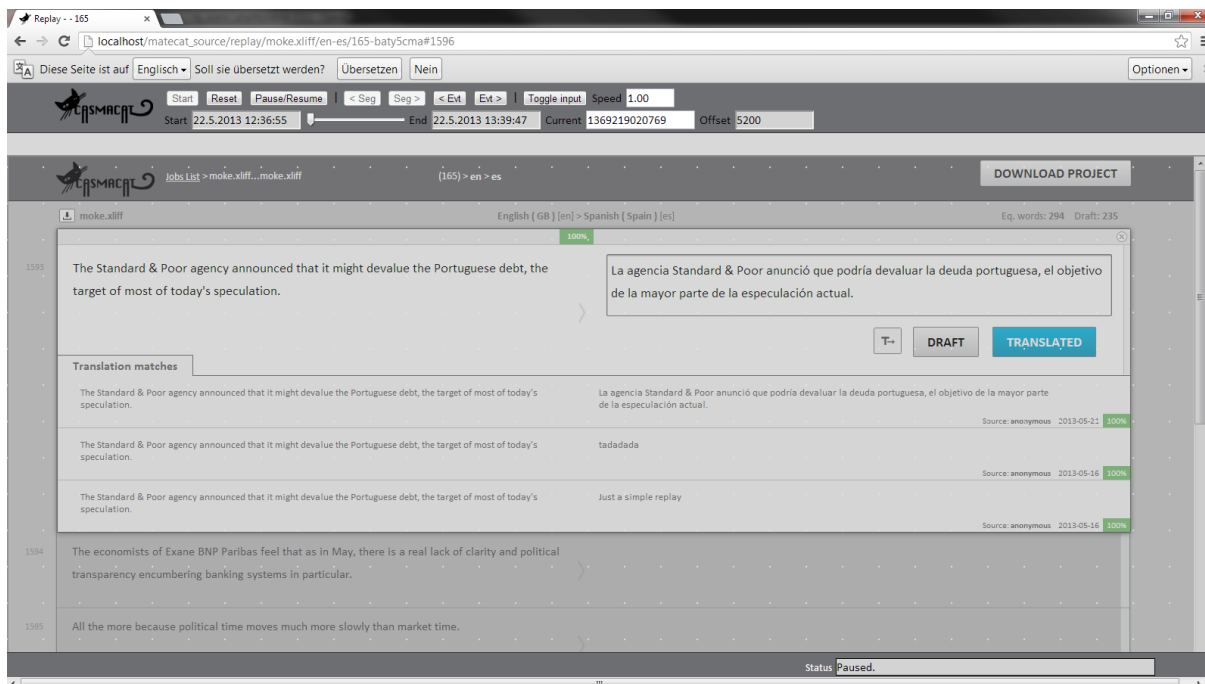 Replay - - 165
localhost/matecat_source/replay/moke.xliff/en-es/165-baty5cma#1596
Diese Seite ist auf Englisch Soll sie übersetzt werden? Übersetzen Nein Optionen
CASMACAT Start Reset Pause/Resume | < Seg Seg > < Evt Evt > | Toggle input Speed 1.00
Start 22.5.2013 12:36:55 End 22.5.2013 13:39:47 Current 1369219020769 Offset 5200
CASMACAT Jobs List > moke.xliff...moke.xliff (165) > en > es DOWNLOAD PROJECT
moke.xliff English ( GB ) [en] > Spanish ( Spain ) [es] Eq. words: 294 Draft: 235
100%
1593 The Standard & Poor agency announced that it might devalue the Portuguese debt, the
target of most of today's speculation.
La agencia Standard & Poor anunció que podría devaluar la deuda portuguesa, el objetivo
de la mayor parte de la especulación actual.
T→ DRAFT TRANSLATED
Translation matches
The Standard & Poor agency announced that it might devalue the Portuguese debt, the target of most of today's
speculation.
La agencia Standard & Poor anunció que podría devaluar la deuda portuguesa, el objetivo de la mayor parte
de la especulación actual.
Source: anonymous 2013-05-21 100%
The Standard & Poor agency announced that it might devalue the Portuguese debt, the target of most of today's
speculation.
tadadada
Source: anonymous 2013-05-16 100%
The Standard & Poor agency announced that it might devalue the Portuguese debt, the target of most of today's
speculation.
Just a simple replay
Source: anonymous 2013-05-16 100%
1594 The economists of Exane BNP Paribas feel that as in May, there is a real lack of clarity and political
transparency encumbering banking systems in particular.
1595 All the more because political time moves much more slowly than market time.
Status Paused.